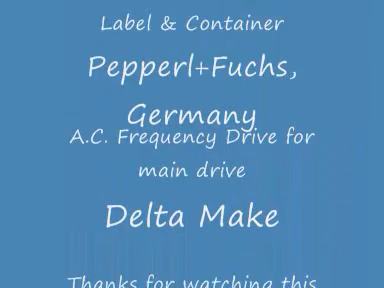 Label & Container
Pepperl+Fuchs,
Germany
A.C. Frequency Drive for
main drive
Delta Make
Thanks for watching this